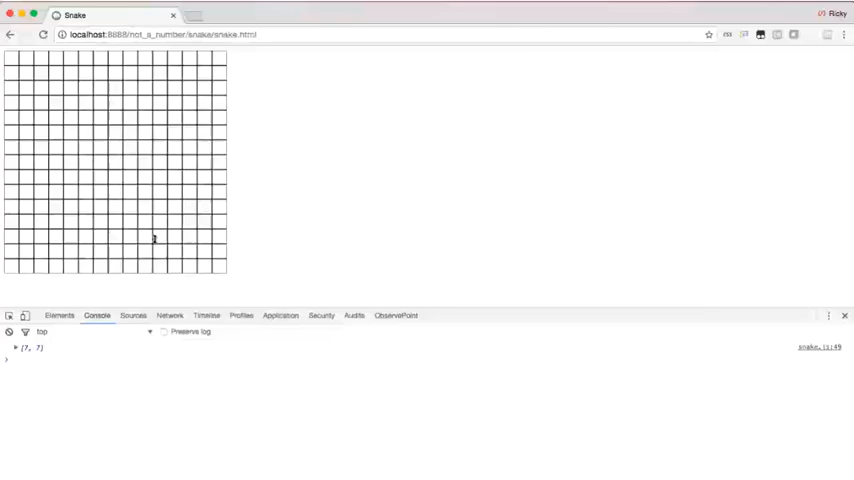 Snake
Ricky
localhost:8888/not_a_number/snake/snake.html
css
Elements Console Sources Network Timeline Profiles Application Security Audits ObservePoint
top Preserve log
[7, 7] snake.js:49